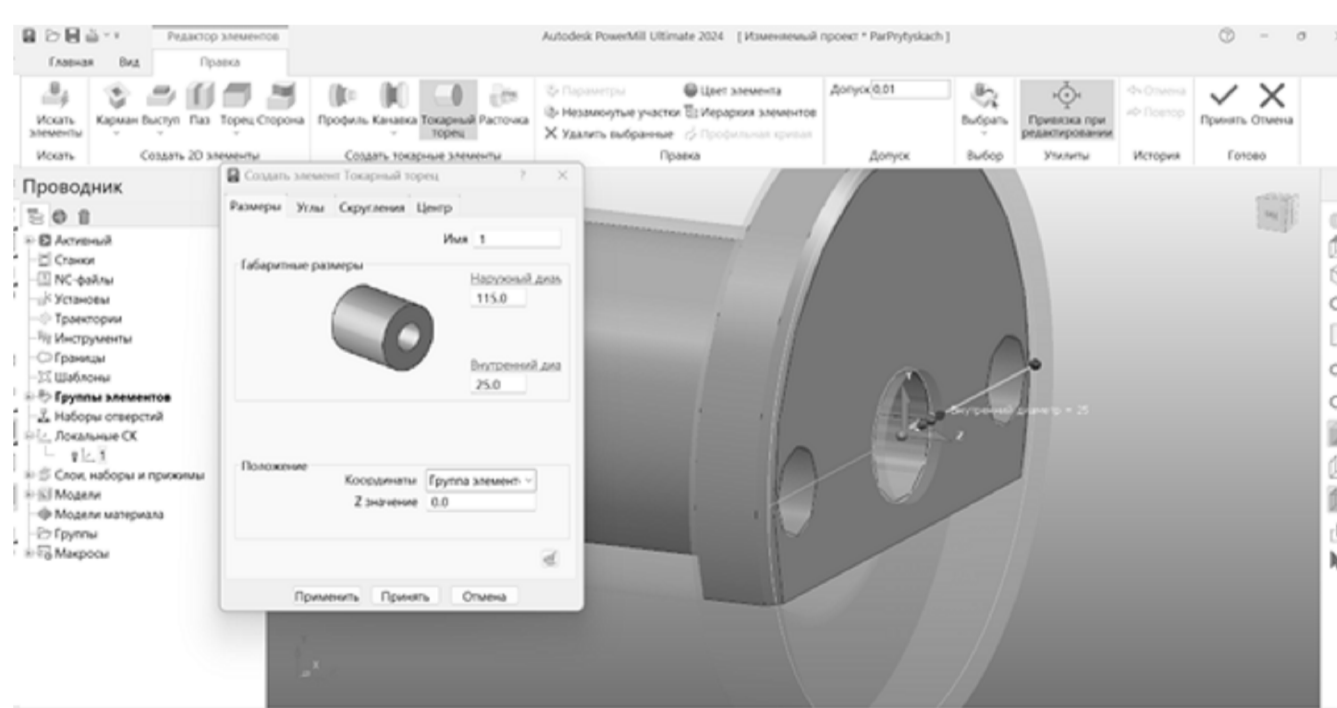 Редактор элементов
Autodesk PowerMill Ultimate 2024 [ Изменяемый проект * ParPrytyskach ]
Главная Вид Правка
Искать элементы
Карман Выступ Паз Торец Сторона
Профиль Канавка Токарный торец Расточка
Параметры
Незамкнутые участки
Удалить выбранные
Цвет элемента
Иерархия элементов
Профильная кривая
Допуск 0,01
Выбрать
Привязка при редактировании
Отмена
Повтор
Принять Отмена
Искать
Создать 2D элементы
Создать токарные элементы
Правка
Допуск
Выбор
Утилиты
История
Готово
Проводник
Активный
Станки
NC-файлы
Установы
Траектории
Инструменты
Границы
Шаблоны
Группы элементов
Наборы отверстий
Локальные СК
1
Слои, наборы и прижимы
Модели
Модели материала
Группы
Макросы
Создать элемент Токарный торец ? ×
Размеры Углы Скругления Центр
Имя 1
Габаритные размеры
Наружный диам
115.0
Внутренний диа
25.0
Положение
Координаты Группа элемент
Z значение 0.0
Применить Принять Отмена
Внутренний диаметр = 25
Y
Z
X